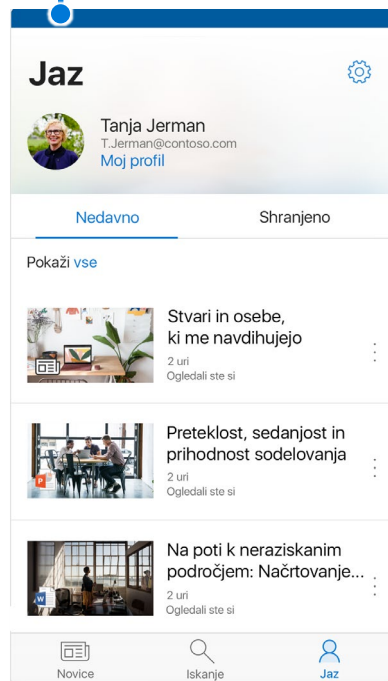 Jaz
Tanja Jerman
T.Jerman@contoso.com
Moj profil
Nedavno
Shranjeno
Pokaži vse
Stvari in osebe,
ki me navdihujejo
2 uri
Ogledali ste si
Preteklost, sedanjost in
prihodnost sodelovanja
2 uri
Ogledali ste si
Na poti k neraziskanim
področjem: Načrtovanje...
2 uri
Ogledali ste si
Novice
Iskanje
Jaz